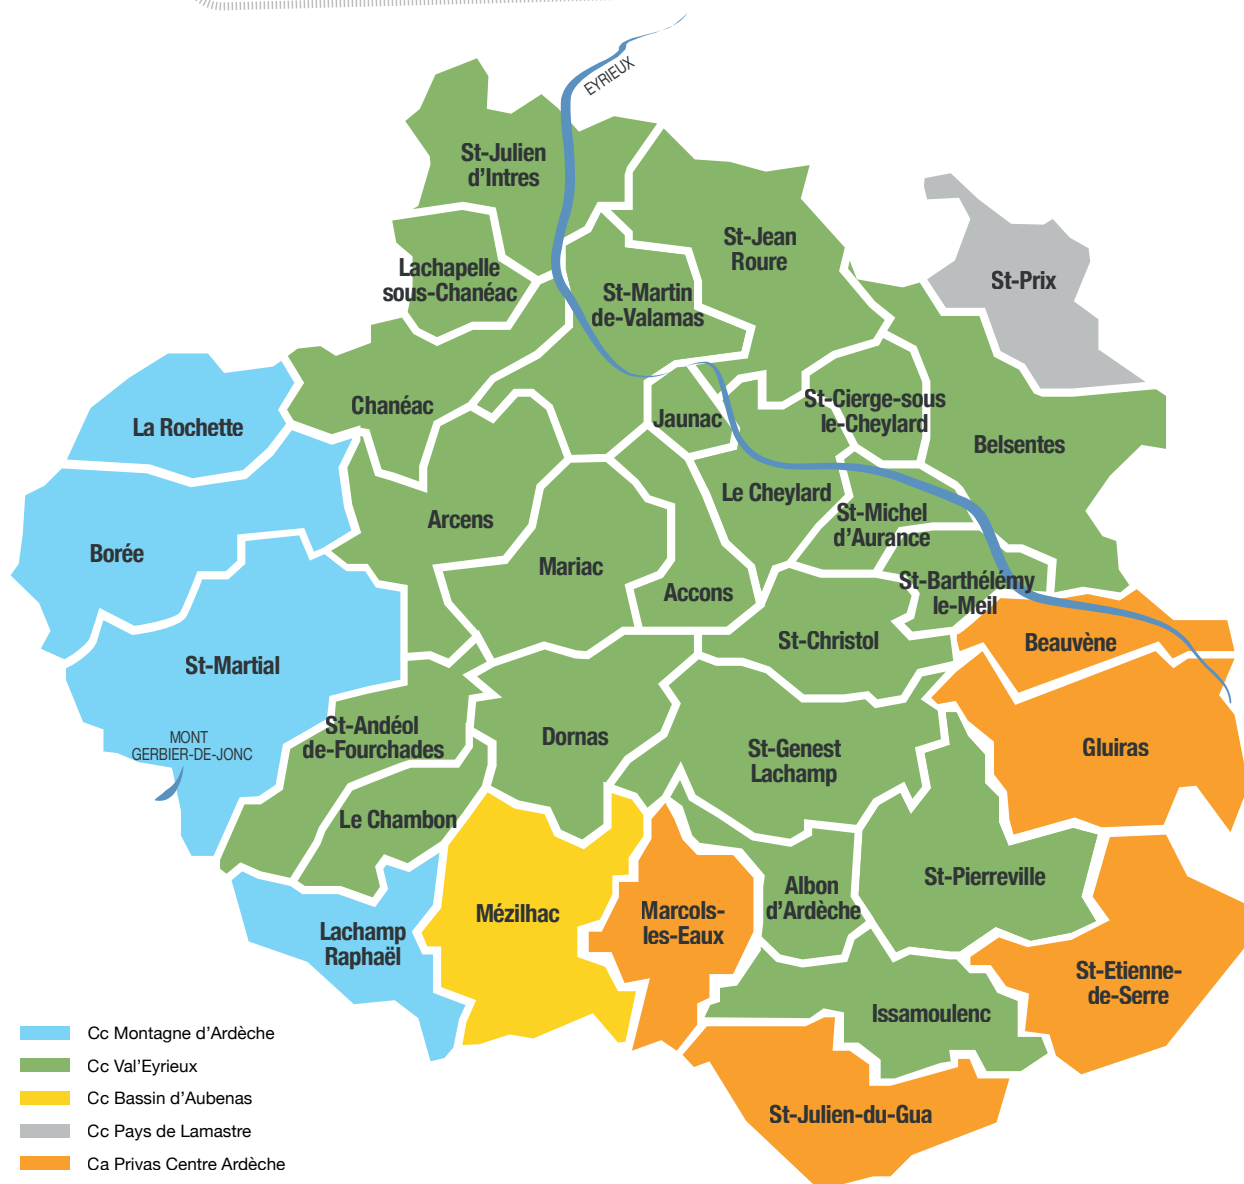 EYRIEUX
St-Julien
d'Intres
St-Jean
Roure
Lachapelle
sous-Chanéac
St-Martin
de-Valamas
St-Prix
La Rochette
Chanéac
Jaunac
St-Cierge-sous
le-Cheylard
Belsentes
Borée
Arcens
Le Cheylard
St-Michel
d'Aurance
Mariac
Accons
St-Barthélémy
le-Meil
St-Martial
St-Christol
Beauvène
MONT
GERBIER-DE-JONC
St-Andéol
de-Fourchades
Dornas
St-Genest
Lachamp
Gluiras
Le Chambon
St-Pierreville
Albon
d'Ardèche
Mézilhac
Marcols-
les-Eaux
Lachamp
Raphaël
St-Etienne-
de-Serre
Issamoulenc
St-Julien-du-Gua
Cc Montagne d'Ardèche
Cc Val'Eyrieux
Cc Bassin d'Aubenas
Cc Pays de Lamastre
Ca Privas Centre Ardèche